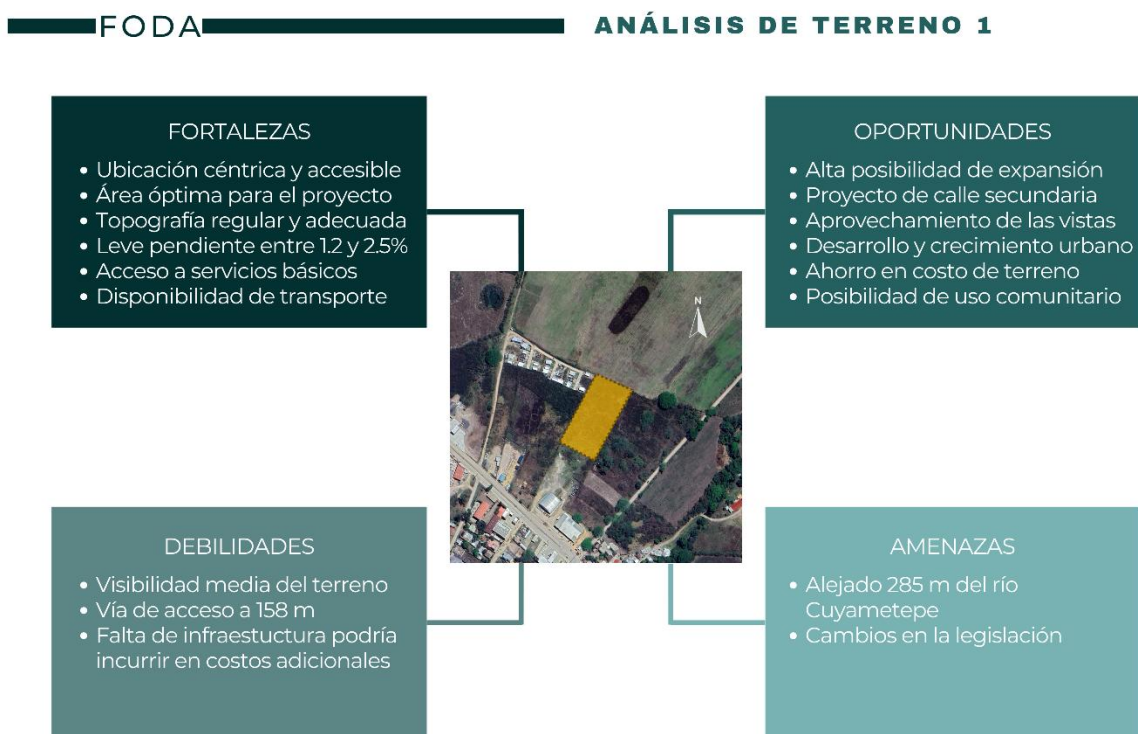 FODA
ANÁLISIS DE TERRENO 1
FORTALEZAS
• Ubicación céntrica y accesible
• Área óptima para el proyecto
• Topografía regular y adecuada
• Leve pendiente entre 1.2 y 2.5%
• Acceso a servicios básicos
• Disponibilidad de transporte
OPORTUNIDADES
• Alta posibilidad de expansión
• Proyecto de calle secundaria
• Aprovechamiento de las vistas
• Desarrollo y crecimiento urbano
• Ahorro en costo de terreno
• Posibilidad de uso comunitario
N
DEBILIDADES
• Visibilidad media del terreno
• Vía de acceso a 158 m
• Falta de infraestuctura podría
incurrir en costos adicionales
AMENAZAS
• Alejado 285 m del río
Cuyametepe
• Cambios en la legislación